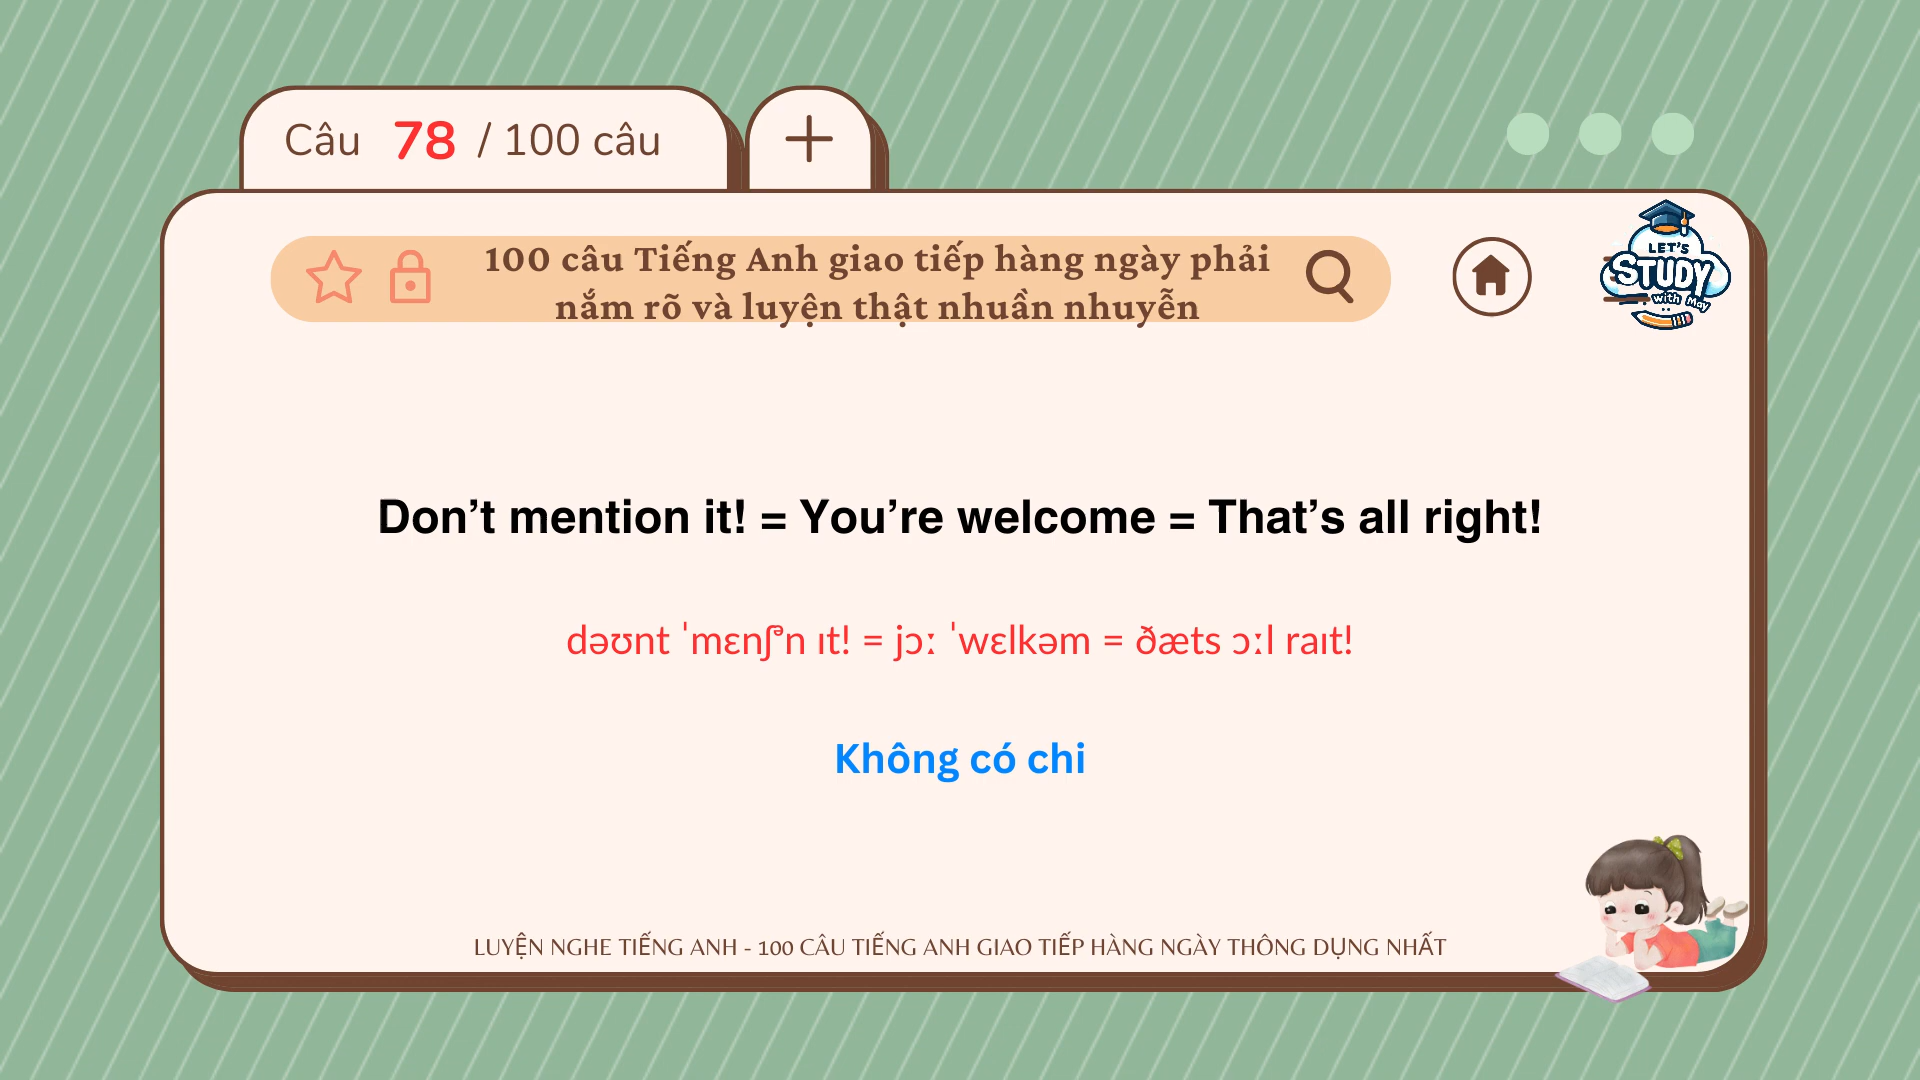 Câu 78 / 100 câu
100 câu Tiếng Anh giao tiếp hàng ngày phải
nắm rõ và luyện thật nhuần nhuyễn
LET'S
STUDY
with May
Don’t mention it! = You’re welcome = That’s all right!
dəʊnt ˈmɛnʃᵊn ɪt! = jɔː ˈwɛlkəm = ðæts ɔːl raɪt!
Không có chi
LUYỆN NGHE TIẾNG ANH - 100 CÂU TIẾNG ANH GIAO TIẾP HÀNG NGÀY THÔNG DỤNG NHẤT